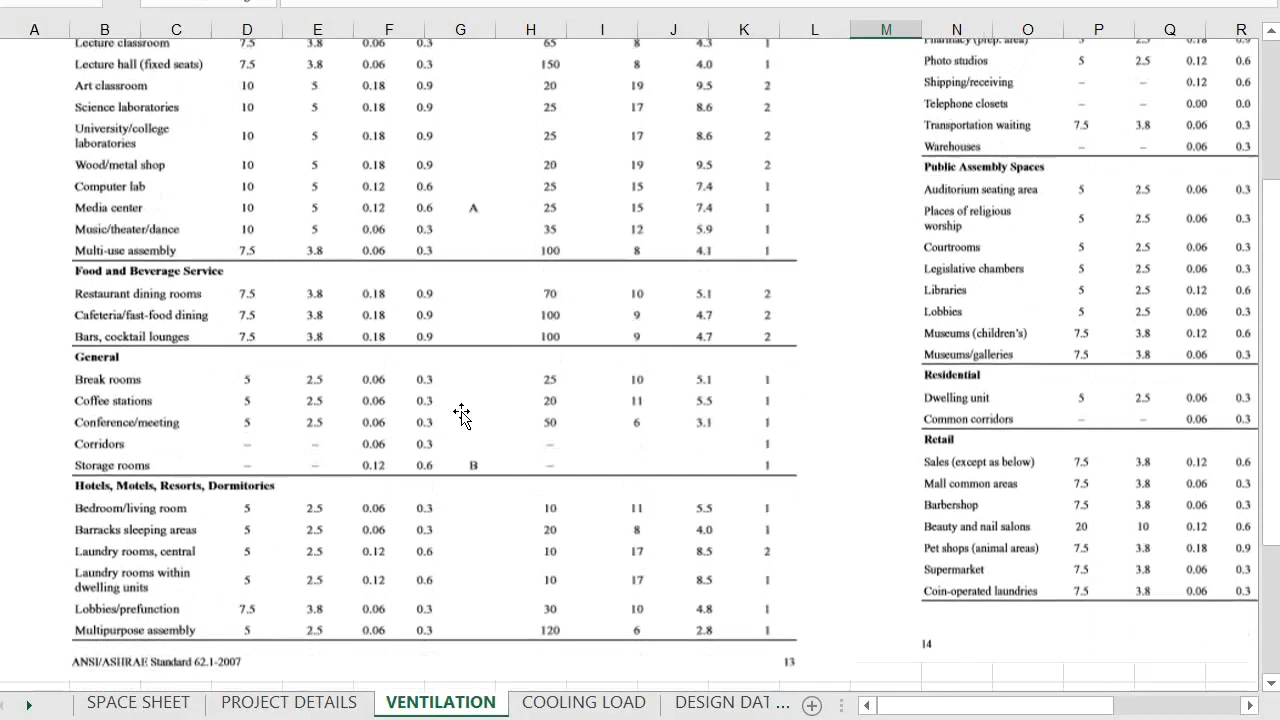 A B C D E F G H I J K L M N O P Q R
Lecture classroom 7.5 3.8 0.06 0.3 65 8 4.3 1
Lecture hall (fixed seats) 7.5 3.8 0.06 0.3 150 8 4.0 1
Art classroom 10 5 0.18 0.9 20 19 9.5 2
Science laboratories 10 5 0.18 0.9 25 17 8.6 2
University/college
laboratories 10 5 0.18 0.9 25 17 8.6 2
Wood/metal shop 10 5 0.18 0.9 20 19 9.5 2
Computer lab 10 5 0.12 0.6 25 15 7.4 1
Media center 10 5 0.12 0.6 A 25 15 7.4 1
Music/theater/dance 10 5 0.06 0.3 35 12 5.9 1
Multi-use assembly 7.5 3.8 0.06 0.3 100 8 4.1 1
Food and Beverage Service
Restaurant dining rooms 7.5 3.8 0.18 0.9 70 10 5.1 2
Cafeteria/fast-food dining 7.5 3.8 0.18 0.9 100 9 4.7 2
Bars, cocktail lounges 7.5 3.8 0.18 0.9 100 9 4.7 2
General
Break rooms 5 2.5 0.06 0.3 25 10 5.1 1
Coffee stations 5 2.5 0.06 0.3 20 11 5.5 1
Conference/meeting 5 2.5 0.06 0.3 50 6 3.1 1
Corridors – – 0.06 0.3 – 1
Storage rooms – – 0.12 0.6 B – 1
Hotels, Motels, Resorts, Dormitories
Bedroom/living room 5 2.5 0.06 0.3 10 11 5.5 1
Barracks sleeping areas 5 2.5 0.06 0.3 20 8 4.0 1
Laundry rooms, central 5 2.5 0.12 0.6 10 17 8.5 2
Laundry rooms within
dwelling units 5 2.5 0.12 0.6 10 17 8.5 1
Lobbies/prefunction 7.5 3.8 0.06 0.3 30 10 4.8 1
Multipurpose assembly 5 2.5 0.06 0.3 120 6 2.8 1
ANSI/ASHRAE Standard 62.1-2007 13
Pharmacy (prep. area) 5 2.5 0.18 0.9
Photo studios 5 2.5 0.12 0.6
Shipping/receiving – – 0.12 0.6
Telephone closets – – 0.00 0.0
Transportation waiting 7.5 3.8 0.06 0.3
Warehouses – – 0.06 0.3
Public Assembly Spaces
Auditorium seating area 5 2.5 0.06 0.3
Places of religious
worship 5 2.5 0.06 0.3
Courtrooms 5 2.5 0.06 0.3
Legislative chambers 5 2.5 0.06 0.3
Libraries 5 2.5 0.12 0.6
Lobbies 5 2.5 0.06 0.3
Museums (children's) 7.5 3.8 0.12 0.6
Museums/galleries 7.5 3.8 0.06 0.3
Residential
Dwelling unit 5 2.5 0.06 0.3
Common corridors – – 0.06 0.3
Retail
Sales (except as below) 7.5 3.8 0.12 0.6
Mall common areas 7.5 3.8 0.06 0.3
Barbershop 7.5 3.8 0.06 0.3
Beauty and nail salons 20 10 0.12 0.6
Pet shops (animal areas) 7.5 3.8 0.18 0.9
Supermarket 7.5 3.8 0.06 0.3
Coin-operated laundries 7.5 3.8 0.06 0.3
14
SPACE SHEET PROJECT DETAILS VENTILATION COOLING LOAD DESIGN DAT ...